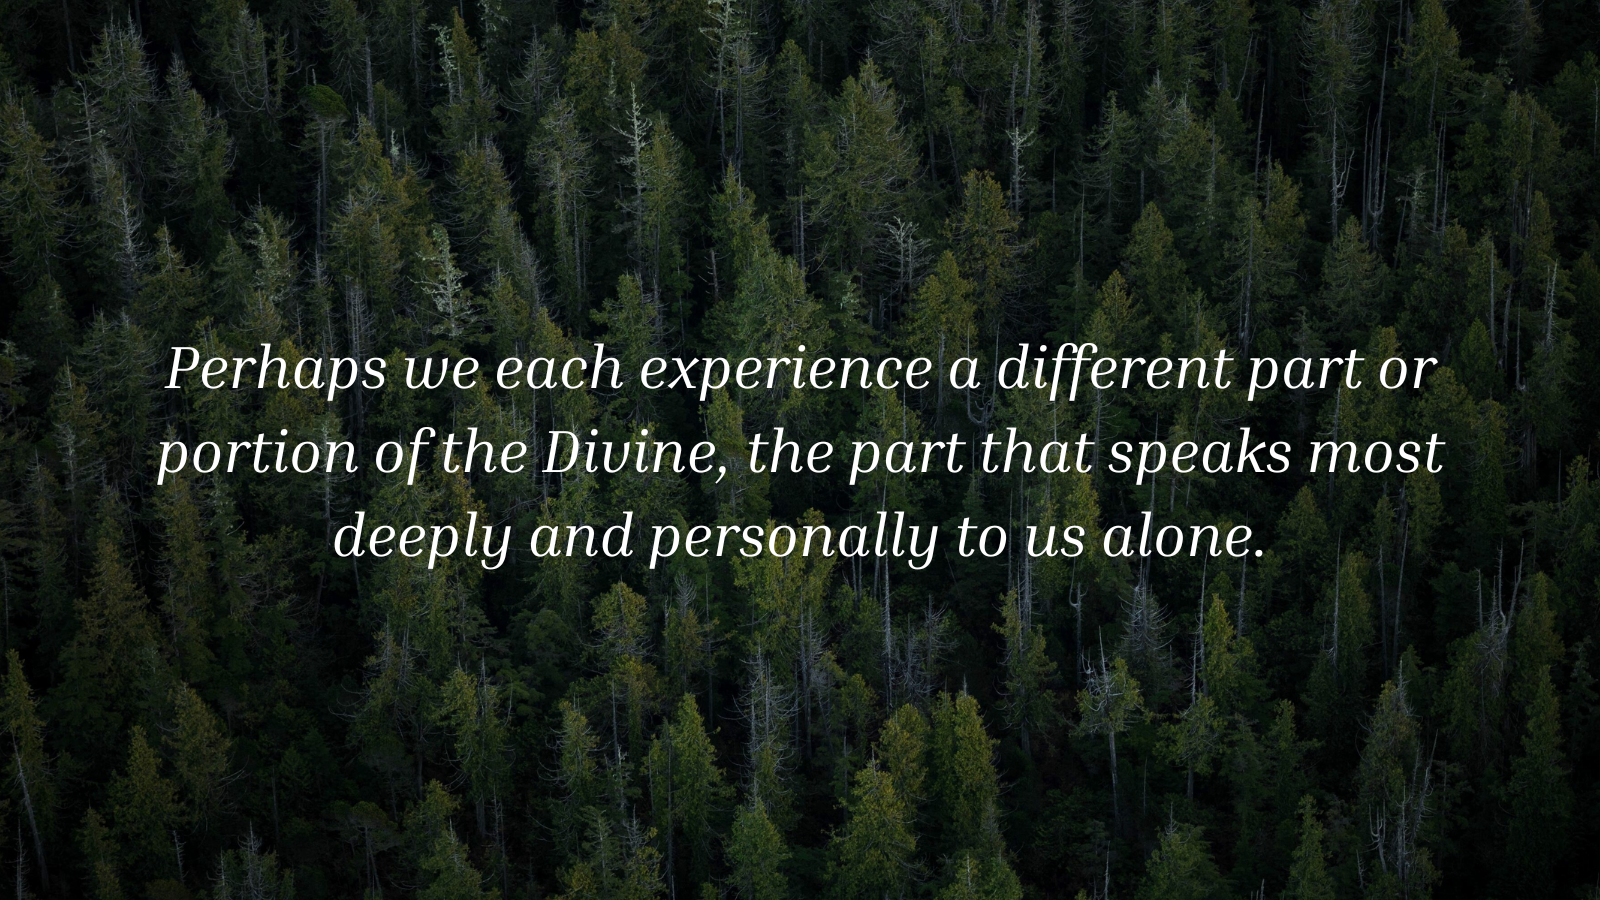 Perhaps we each experience a different part or
portion of the Divine, the part that speaks most
deeply and personally to us alone.